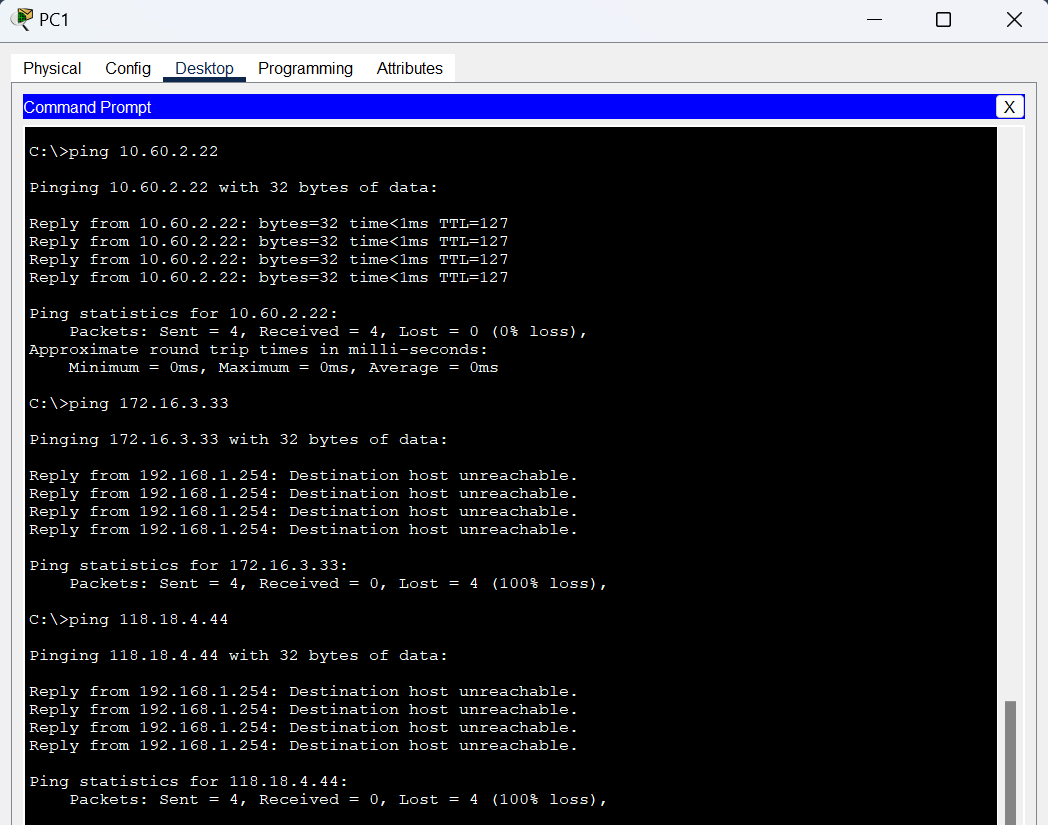 PC1
Physical Config Desktop Programming Attributes
Command Prompt X
C:\>ping 10.60.2.22
Pinging 10.60.2.22 with 32 bytes of data:
Reply from 10.60.2.22: bytes=32 time<1ms TTL=127
Reply from 10.60.2.22: bytes=32 time<1ms TTL=127
Reply from 10.60.2.22: bytes=32 time<1ms TTL=127
Reply from 10.60.2.22: bytes=32 time<1ms TTL=127
Ping statistics for 10.60.2.22:
Packets: Sent = 4, Received = 4, Lost = 0 (0% loss),
Approximate round trip times in milli-seconds:
Minimum = 0ms, Maximum = 0ms, Average = 0ms
C:\>ping 172.16.3.33
Pinging 172.16.3.33 with 32 bytes of data:
Reply from 192.168.1.254: Destination host unreachable.
Reply from 192.168.1.254: Destination host unreachable.
Reply from 192.168.1.254: Destination host unreachable.
Reply from 192.168.1.254: Destination host unreachable.
Ping statistics for 172.16.3.33:
Packets: Sent = 4, Received = 0, Lost = 4 (100% loss),
C:\>ping 118.18.4.44
Pinging 118.18.4.44 with 32 bytes of data:
Reply from 192.168.1.254: Destination host unreachable.
Reply from 192.168.1.254: Destination host unreachable.
Reply from 192.168.1.254: Destination host unreachable.
Reply from 192.168.1.254: Destination host unreachable.
Ping statistics for 118.18.4.44:
Packets: Sent = 4, Received = 0, Lost = 4 (100% loss),